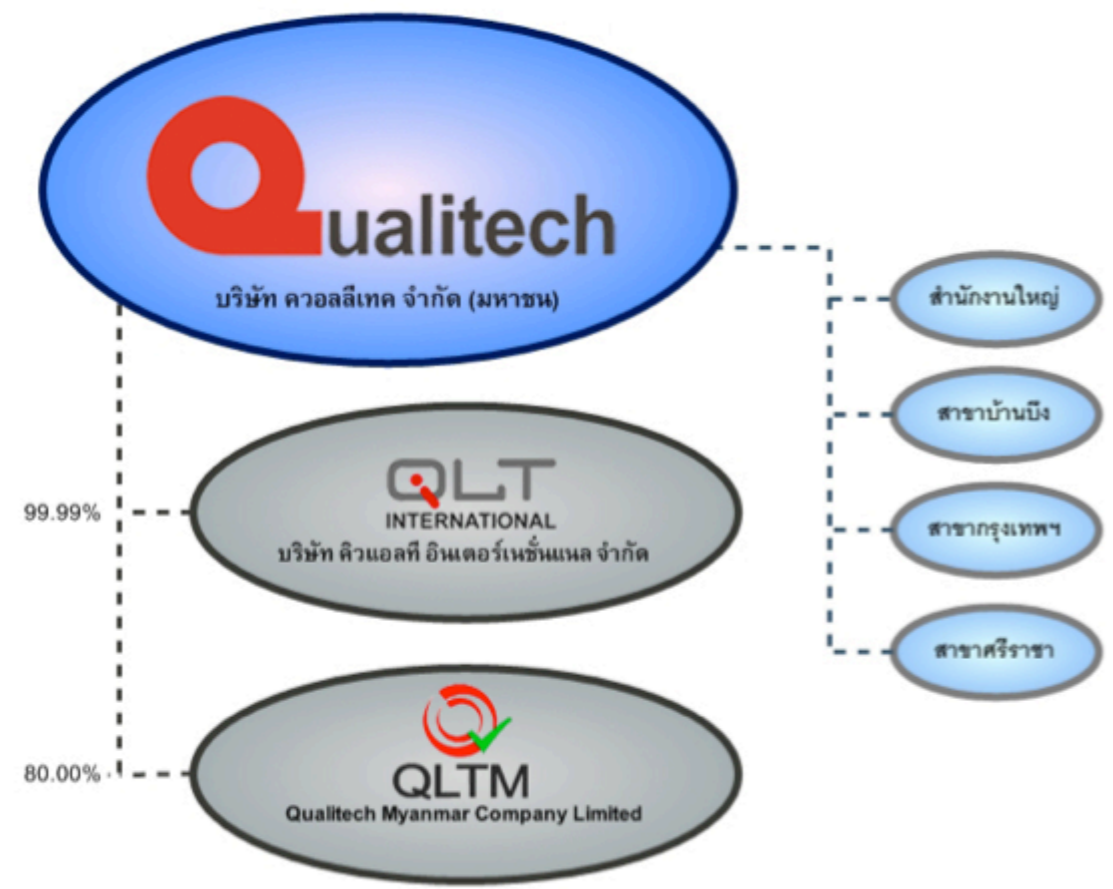 Qualitech
บริษัท ควอลลีเทค จำกัด (มหาชน)
สำนักงานใหญ่
สาขาบ้านบึง
สาขากรุงเทพฯ
สาขาศรีราชา
99.99%
QLT
INTERNATIONAL
บริษัท คิวแอลที อินเตอร์เนชั่นแนล จำกัด
80.00%
QLTM
Qualitech Myanmar Company Limited